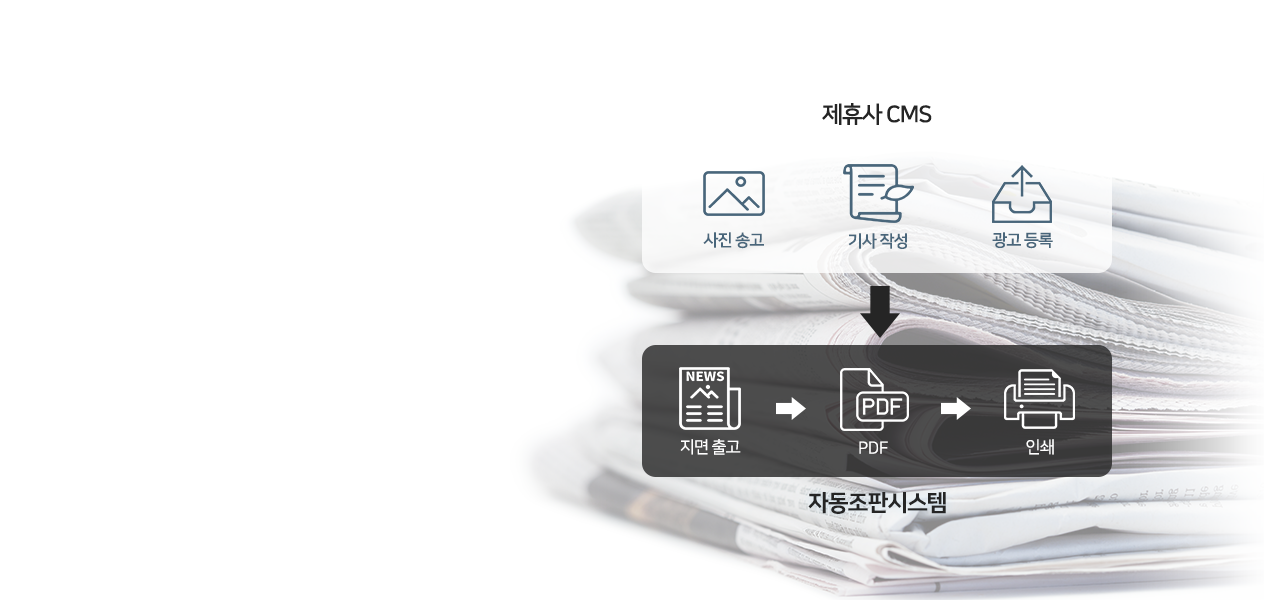 제휴사 CMS
사진 송고
기사 작성
광고 등록
NEWS
PDF
지면 출고
PDF
인쇄
자동조판시스템